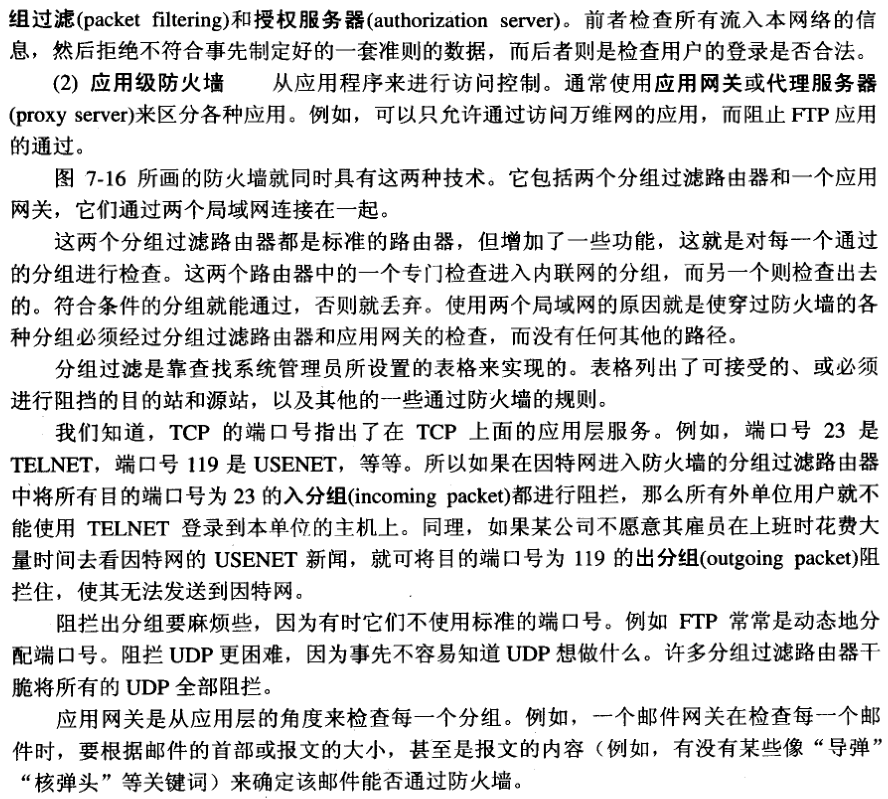 组过滤(packet filtering)和授权服务器(authorization server)。前者检查所有流入本网络的信
息，然后拒绝不符合事先制定好的一套准则的数据，而后者则是检查用户的登录是否合法。
(2) 应用级防火墙 从应用程序来进行访问控制。通常使用应用网关或代理服务器
(proxy server)来区分各种应用。例如，可以只允许通过访问万维网的应用，而阻止 FTP 应用
的通过。
图 7-16 所画的防火墙就同时具有这两种技术。它包括两个分组过滤路由器和一个应用
网关，它们通过两个局域网连接在一起。
这两个分组过滤路由器都是标准的路由器，但增加了一些功能，这就是对每一个通过
的分组进行检查。这两个路由器中的一个专门检查进入内联网的分组，而另一个则检查出去
的。符合条件的分组就能通过，否则就丢弃。使用两个局域网的原因就是使穿过防火墙的各
种分组必须经过分组过滤路由器和应用网关的检查，而没有任何其他的路径。
分组过滤是靠查找系统管理员所设置的表格来实现的。表格列出了可接受的、或必须
进行阻挡的目的站和源站，以及其他的一些通过防火墙的规则。
我们知道，TCP 的端口号指出了在 TCP 上面的应用层服务。例如，端口号 23 是
TELNET，端口号 119 是 USENET，等等。所以如果在因特网进入防火墙的分组过滤路由器
中将所有目的端口号为 23 的入分组(incoming packet)都进行阻拦，那么所有外单位用户就不
能使用 TELNET 登录到本单位的主机上。同理，如果某公司不愿意其雇员在上班时花费大
量时间去看因特网的 USENET 新闻，就可将目的端口号为 119 的出分组(outgoing packet)阻
拦住，使其无法发送到因特网。
阻拦出分组要麻烦些，因为有时它们不使用标准的端口号。例如 FTP 常常是动态地分
配端口号。阻拦 UDP 更困难，因为事先不容易知道 UDP 想做什么。许多分组过滤路由器干
脆将所有的 UDP 全部阻拦。
应用网关是从应用层的角度来检查每一个分组。例如，一个邮件网关在检查每一个邮
件时，要根据邮件的首部或报文的大小，甚至是报文的内容（例如，有没有某些像“导弹”
“核弹头”等关键词）来确定该邮件能否通过防火墙。